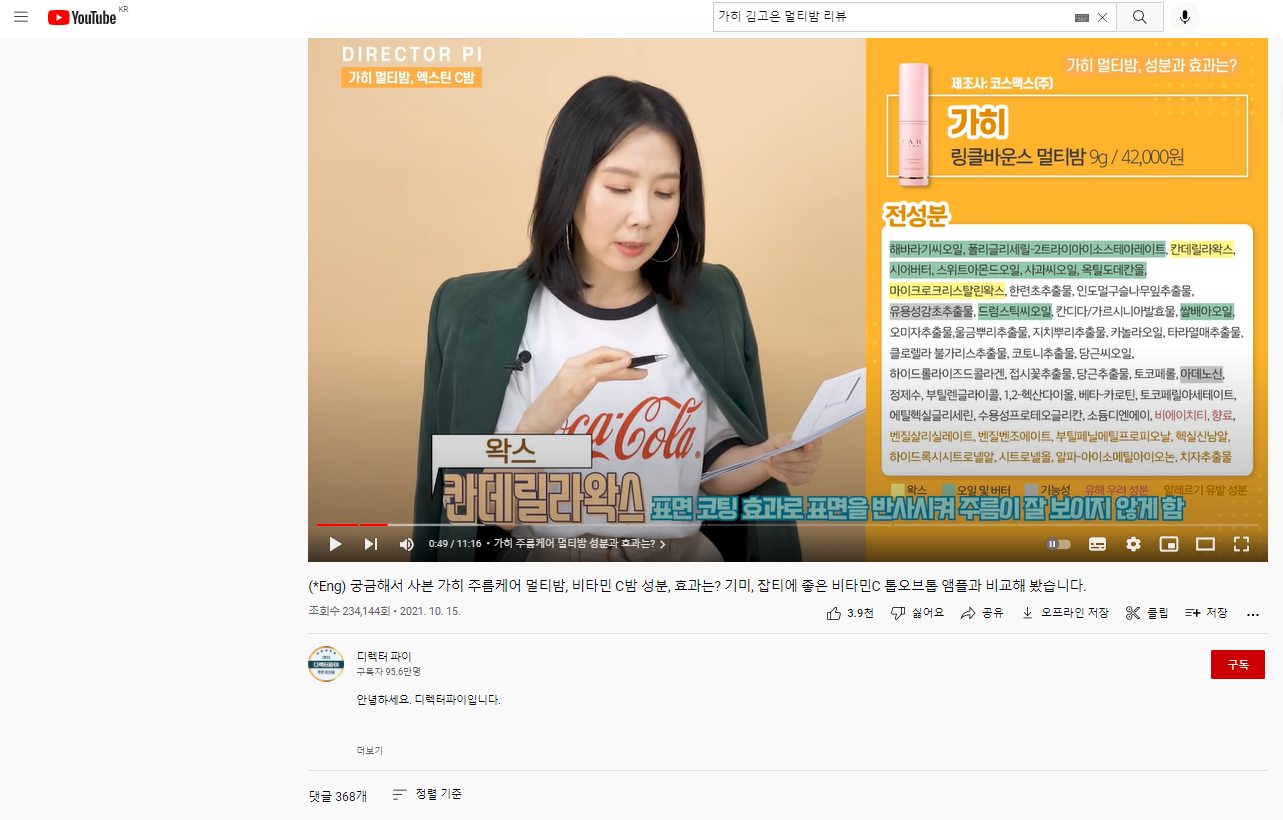 YouTube KR
가히 김고은 멀티밤 리뷰
DIRECTOR PI
가히 멀티밤, 엑스틴 C밤
가히 멀티밤, 성분과 효과는?
제조사: 코스맥스(주)
가히
링클바운스 멀티밤 9g / 42,000원
전성분
해바라기씨오일, 폴리글리세릴-2트라이아이소스테아레이트, 칸데릴라왁스,
시어버터, 스위트아몬드오일, 사과씨오일, 옥틸도데칸올,
마이크로크리스탈린왁스, 한련초추출물, 인도멀구슬나무잎추출물,
유용성감초추출물, 드럼스틱씨오일, 칸디다/가르시니아발효물, 쌀배아오일,
오미자추출물,울금뿌리추출물, 지치뿌리추출물, 카놀라오일, 타라열매추출물,
클로렐라 불가리스추출물, 코토니추출물, 당근씨오일,
하이드롤라이즈드콜라겐, 접시꽃추출물, 당근추출물, 토코페롤, 아데노신,
정제수, 부틸렌글라이콜, 1,2-헥산다이올, 베타-카로틴, 토코페릴아세테이트,
에틸헥실글리세린, 수용성프로테오글리칸, 소듐디엔에이, 비에이치티, 향료,
벤질살리실레이트, 벤질벤조에이트, 부틸페닐메틸프로피오날, 헥실신남알,
하이드록시시트로넬알, 시트로넬올, 알파-아이소메틸아이오논, 치자추출물
왁스 오일 및 버터 기능성 유해 우려 성분 알레르기 유발 성분
Coca-Cola
왁스
칸데릴라왁스 표면 코팅 효과로 표면을 반사시켜 주름이 잘 보이지 않게 함
0:49 / 11:16 • 가히 주름케어 멀티밤 성분과 효과는?
(*Eng) 궁금해서 사본 가히 주름케어 멀티밤, 비타민 C밤 성분, 효과는? 기미, 잡티에 좋은 비타민C 톱오브톱 앰플과 비교해 봤습니다.
조회수 234,144회 • 2021. 10. 15.
3.9천 싫어요 공유 오프라인 저장 클립 저장
디렉터 파이
구독자 95.6만명
구독
안녕하세요. 디렉터파이입니다.
더보기
댓글 368개 정렬 기준